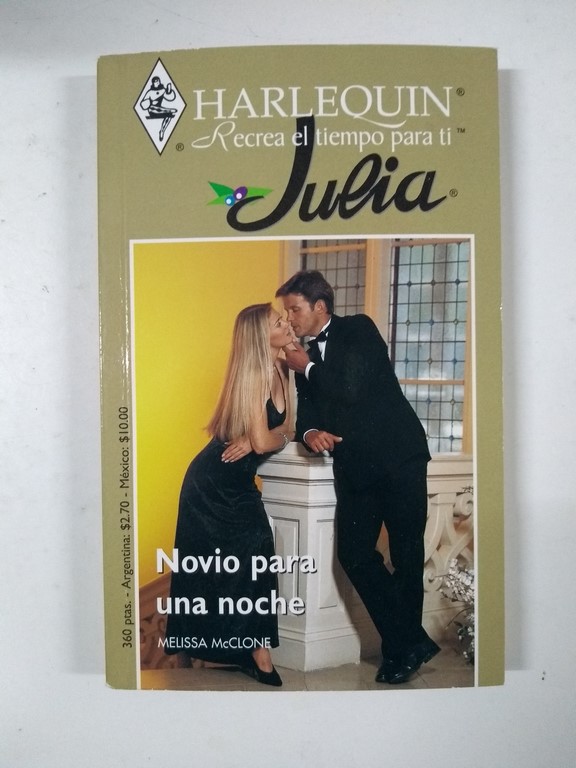 HARLEQUIN®
Recrea el tiempo para ti™
®
Julia®
360 ptas. - Argentina: $2.70 - México: $10.00
Novio para
una noche
MELISSA McCLONE